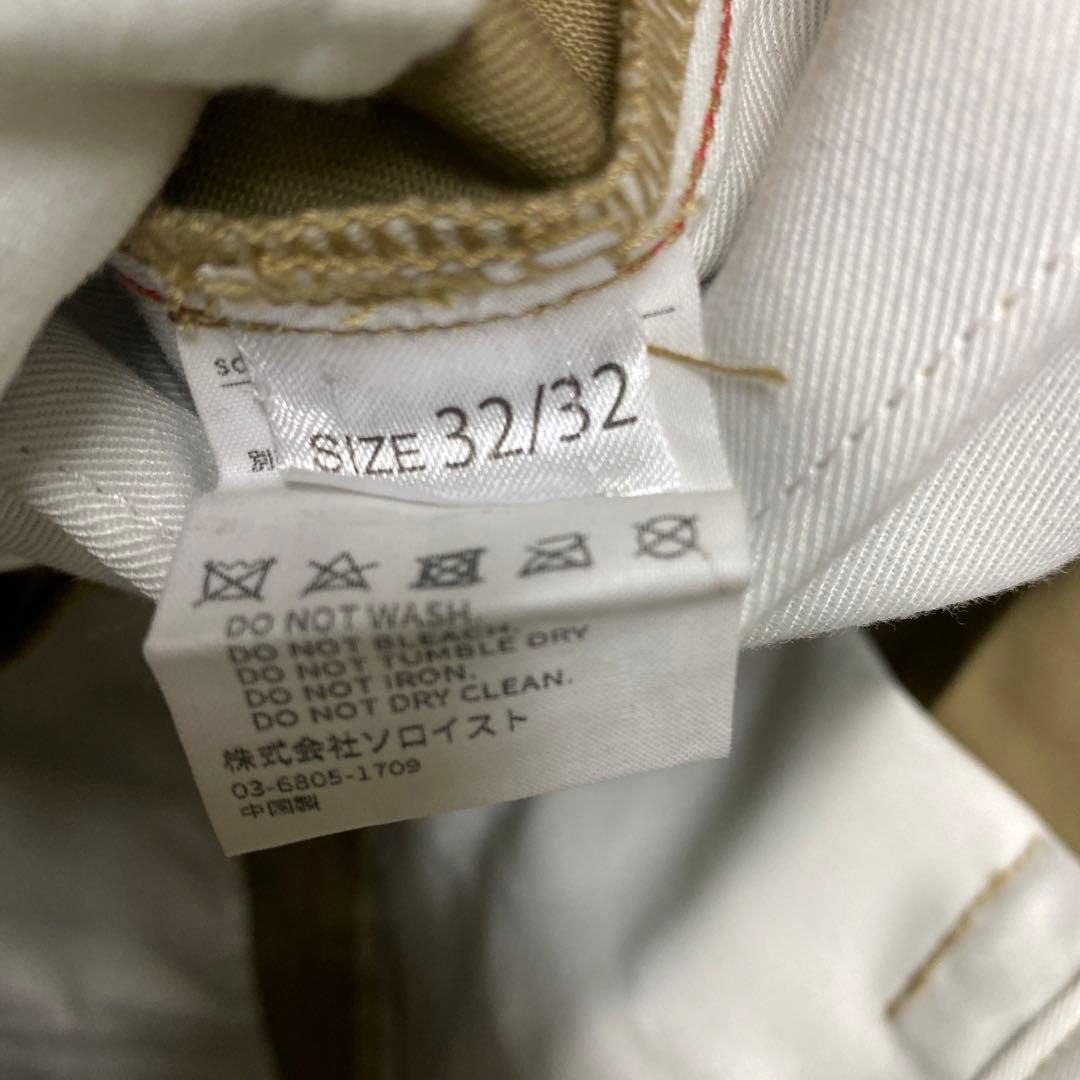 SIZE 32/32
DO NOT WASH.
DO NOT BLEACH.
DO NOT TUMBLE DRY
DO NOT IRON.
DO NOT DRY CLEAN.
株式会社ソロイスト
03-6805-1709
中国製